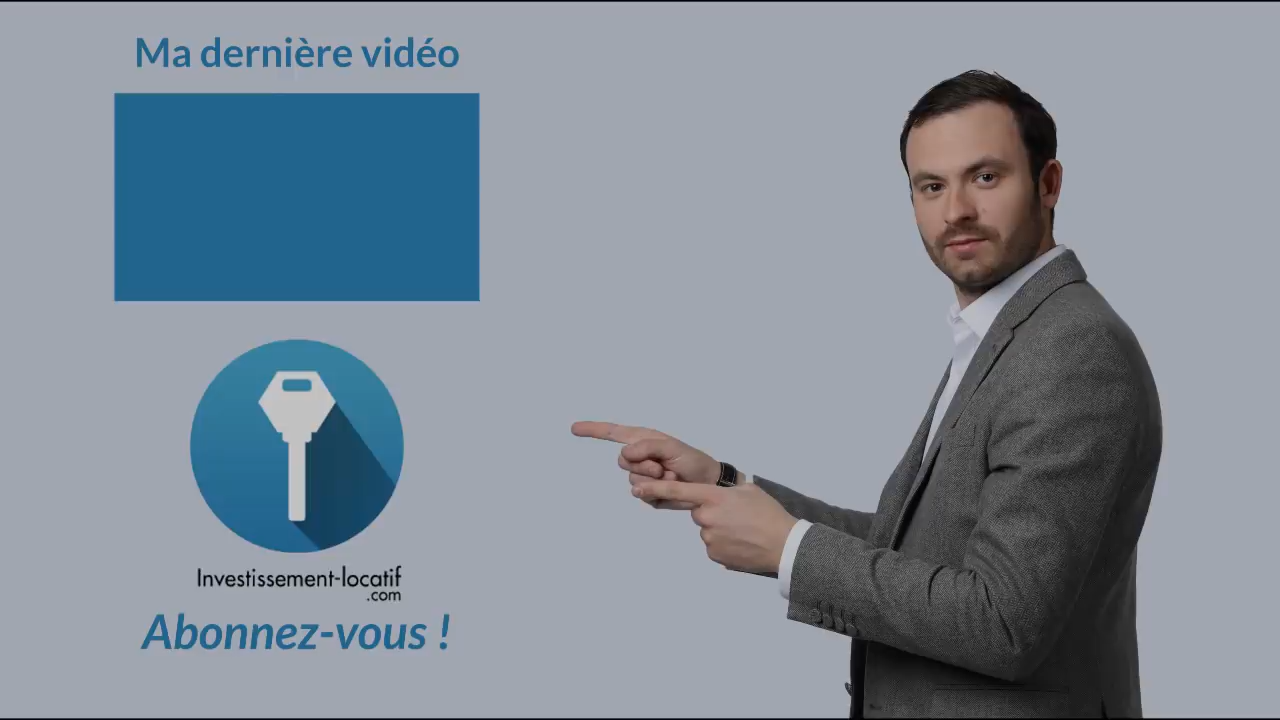 Ma dernière vidéo
Investissement-locatif
.com
Abonnez-vous !